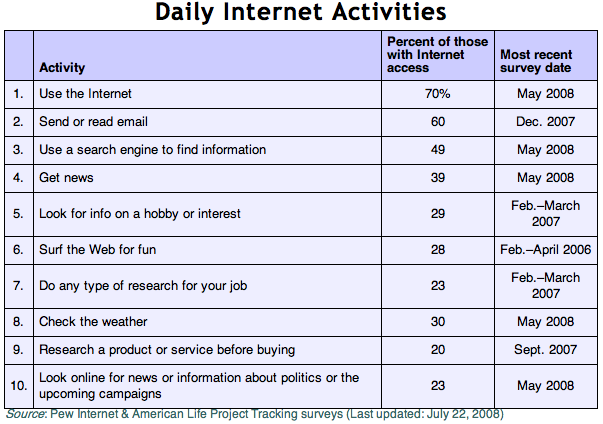 Daily Internet Activities
Activity
Percent of those
with Internet
access
Most recent
survey date
1. Use the Internet 70% May 2008
2. Send or read email 60 Dec. 2007
3. Use a search engine to find information 49 May 2008
4. Get news 39 May 2008
5. Look for info on a hobby or interest 29 Feb.–March
2007
6. Surf the Web for fun 28 Feb.–April 2006
7. Do any type of research for your job 23 Feb.–March
2007
8. Check the weather 30 May 2008
9. Research a product or service before buying 20 Sept. 2007
10. Look online for news or information about politics or the
upcoming campaigns 23 May 2008
Source: Pew Internet & American Life Project Tracking surveys (Last updated: July 22, 2008)